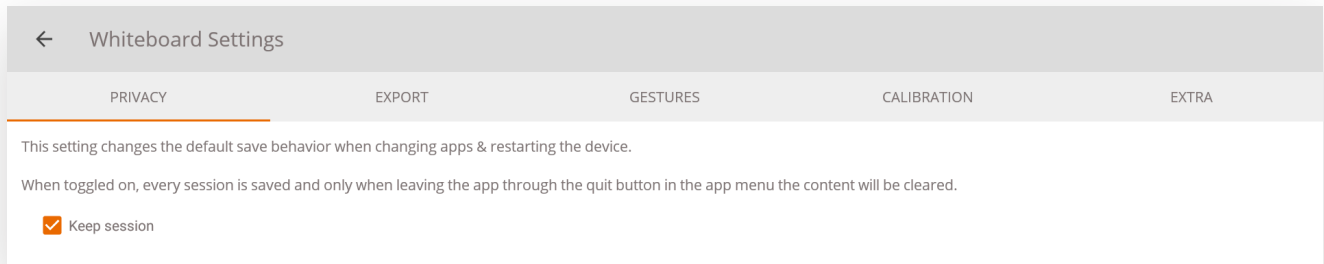 Whiteboard Settings
PRIVACY EXPORT GESTURES CALIBRATION EXTRA
This setting changes the default save behavior when changing apps & restarting the device.
When toggled on, every session is saved and only when leaving the app through the quit button in the app menu the content will be cleared.
Keep session